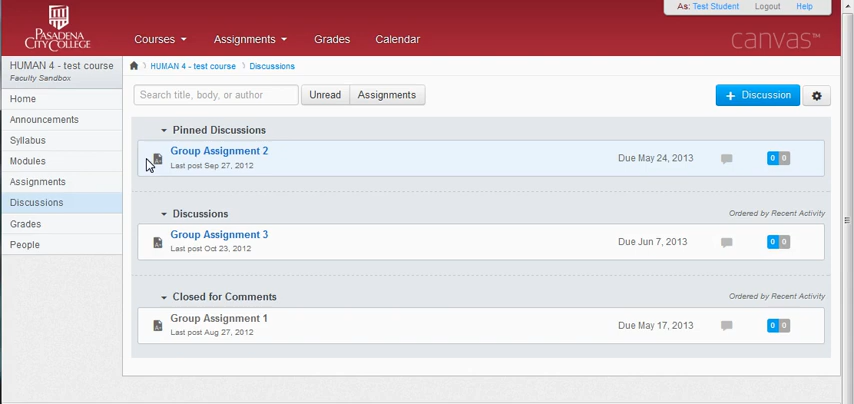 As: Test Student Logout Help
PASADENA
CITY COLLEGE
Courses Assignments Grades Calendar
canvas™
HUMAN 4 - test course
Faculty Sandbox
HUMAN 4 - test course Discussions
Home
Announcements
Syllabus
Modules
Assignments
Discussions
Grades
People
Search title, body, or author Unread Assignments + Discussion
Pinned Discussions
Group Assignment 2
Last post Sep 27, 2012
Due May 24, 2013 0 0
Discussions Ordered by Recent Activity
Group Assignment 3
Last post Oct 23, 2012
Due Jun 7, 2013 0 0
Closed for Comments Ordered by Recent Activity
Group Assignment 1
Last post Aug 27, 2012
Due May 17, 2013 0 0